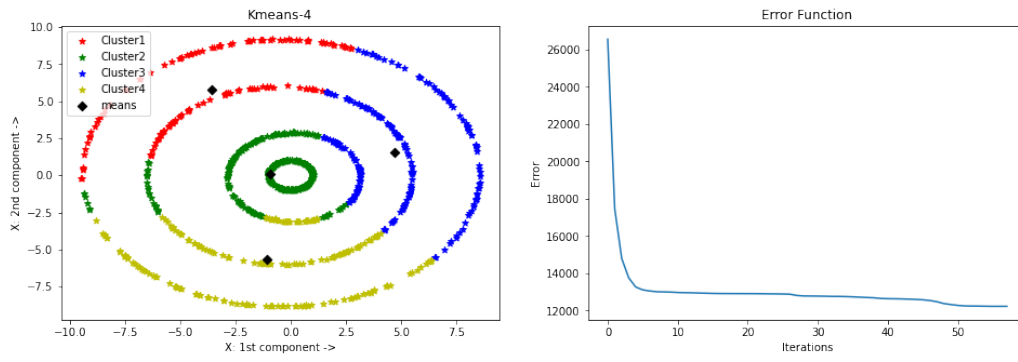 Kmeans-4
10.0
7.5
5.0
2.5
0.0
−2.5
−5.0
−7.5
X: 2nd component ->
Cluster1
Cluster2
Cluster3
Cluster4
means
−10.0 −7.5 −5.0 −2.5 0.0 2.5 5.0 7.5
X: 1st component ->
Error Function
26000
24000
22000
20000
18000
16000
14000
12000
Error
0 10 20 30 40 50
Iterations